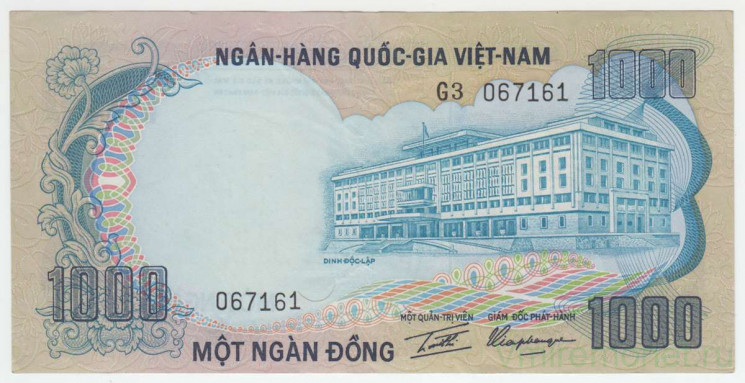 NGÂN-HÀNG QUỐC-GIA VIỆT-NAM
1000
G3 067161
DINH ĐỘC-LẬP
1000
067161
MỘT QUẢN-TRỊ VIÊN
GIÁM ĐỐC PHÁT-HÀNH
1000
MỘT NGÀN ĐỒNG